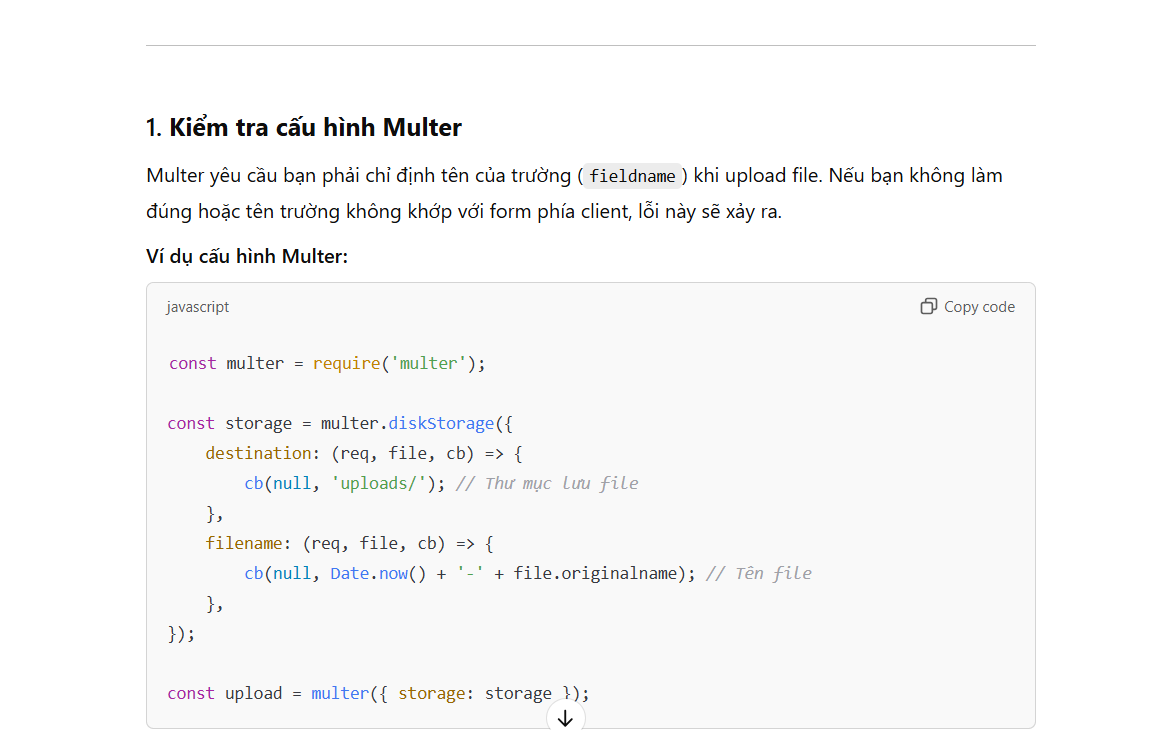 1. Kiểm tra cấu hình Multer
Multer yêu cầu bạn phải chỉ định tên của trường (fieldname) khi upload file. Nếu bạn không làm
đúng hoặc tên trường không khớp với form phía client, lỗi này sẽ xảy ra.
Ví dụ cấu hình Multer:
javascript Copy code
const multer = require('multer');
const storage = multer.diskStorage({
    destination: (req, file, cb) => {
        cb(null, 'uploads/'); // Thư mục lưu file
    },
    filename: (req, file, cb) => {
        cb(null, Date.now() + '-' + file.originalname); // Tên file
    },
});
const upload = multer({ storage: storage });